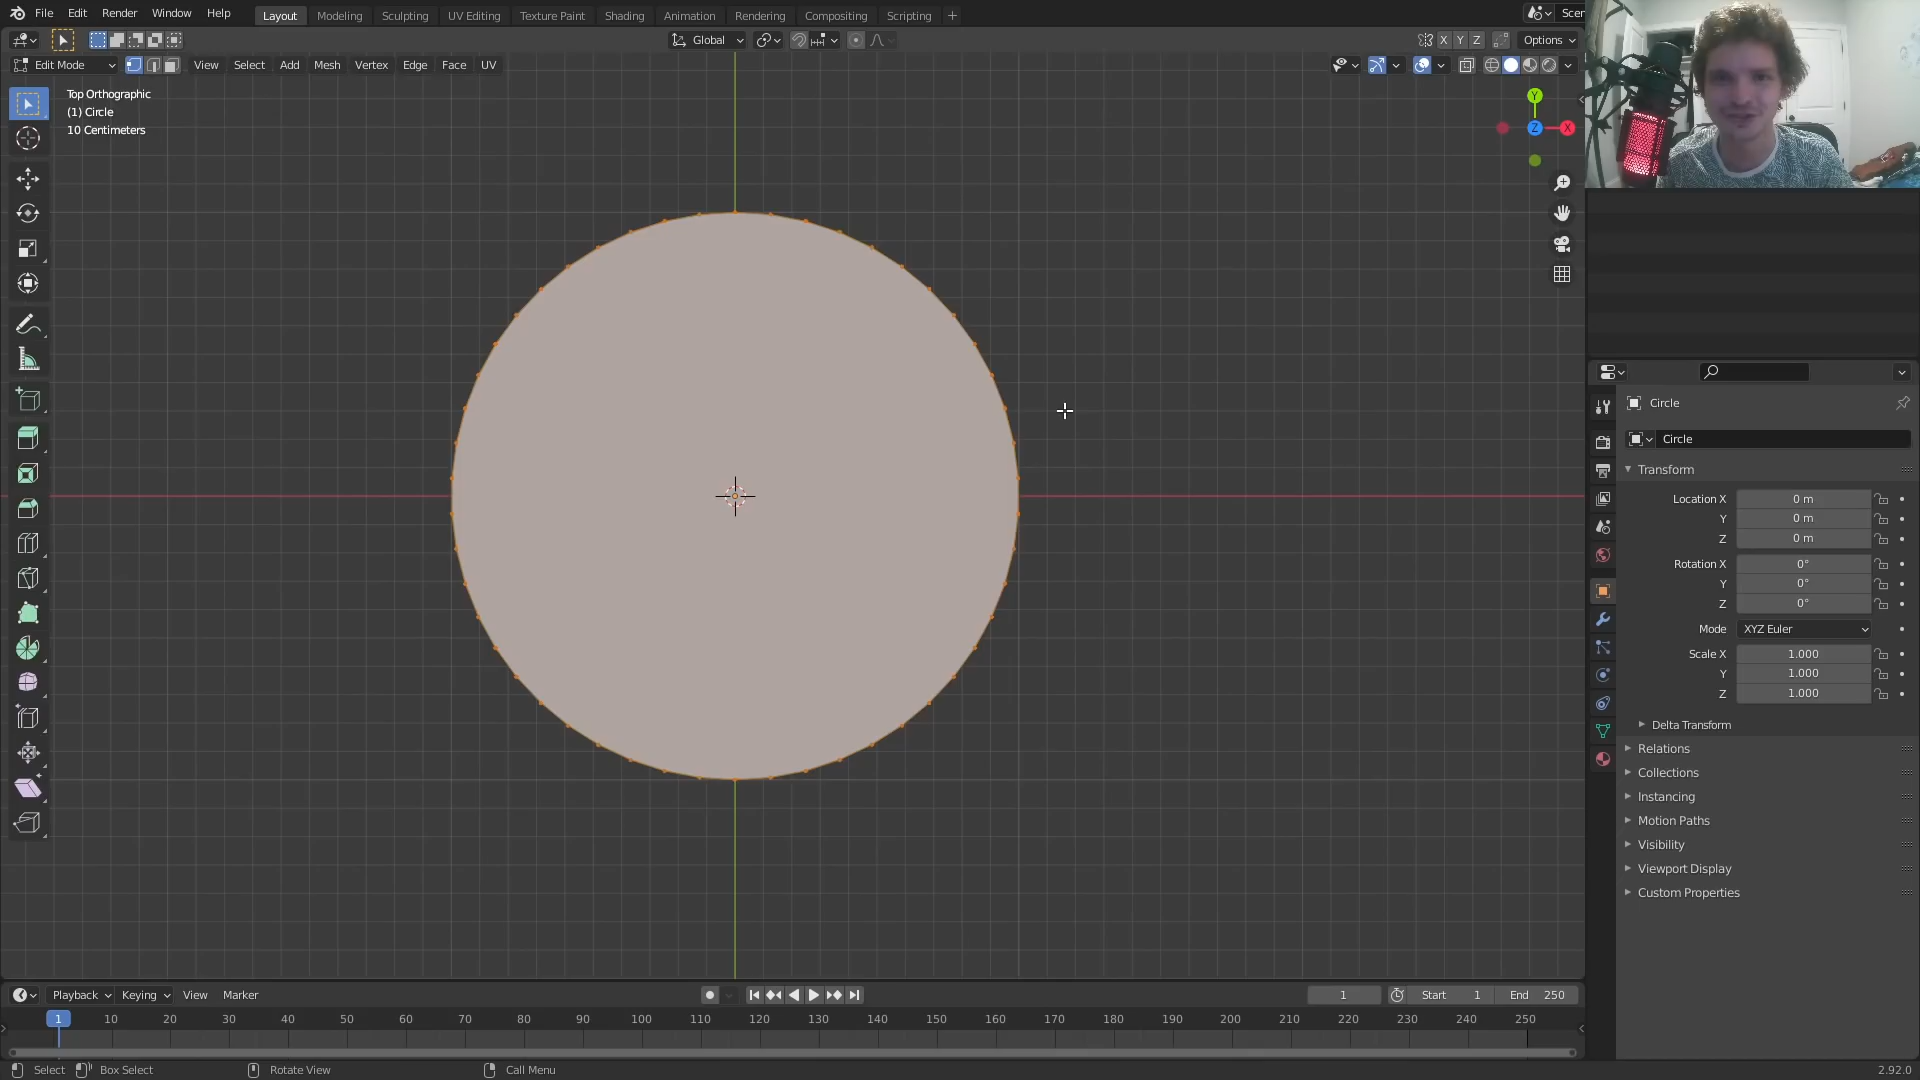 File Edit Render Window Help Layout Modeling Sculpting UV Editing Texture Paint Shading Animation Rendering Compositing Scripting + Scer
Global X Y Z Options
Edit Mode View Select Add Mesh Vertex Edge Face UV
Top Orthographic
(1) Circle
10 Centimeters
Y
Z X
Circle
Circle
Transform
Location X 0 m
Y 0 m
Z 0 m
Rotation X 0°
Y 0°
Z 0°
Mode XYZ Euler
Scale X 1.000
Y 1.000
Z 1.000
Delta Transform
Relations
Collections
Instancing
Motion Paths
Visibility
Viewport Display
Custom Properties
Playback Keying View Marker 1 Start 1 End 250
1 10 20 30 40 50 60 70 80 90 100 110 120 130 140 150 160 170 180 190 200 210 220 230 240 250
Select Box Select Rotate View Call Menu 2.92.0